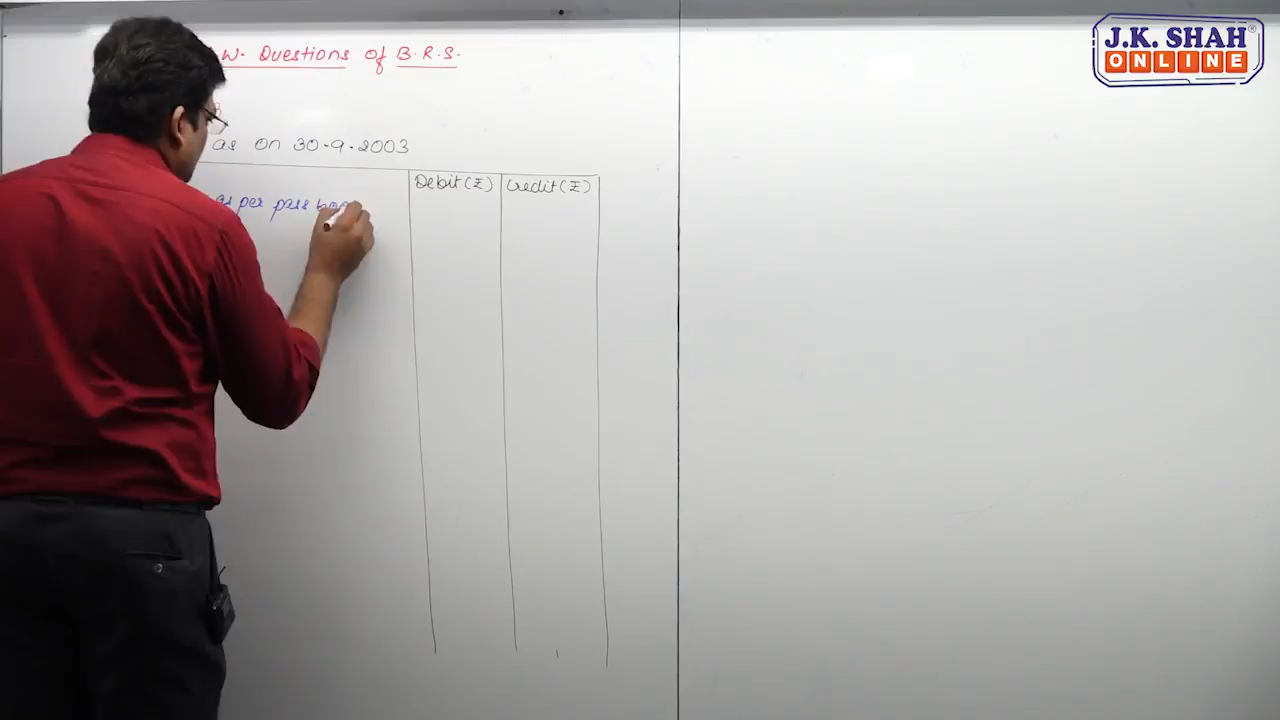 W. Questions of B.R.S.
as on 30-9-2003
Debit (₹) Credit (₹)
as per pass
J.K. SHAH®
ONLINE